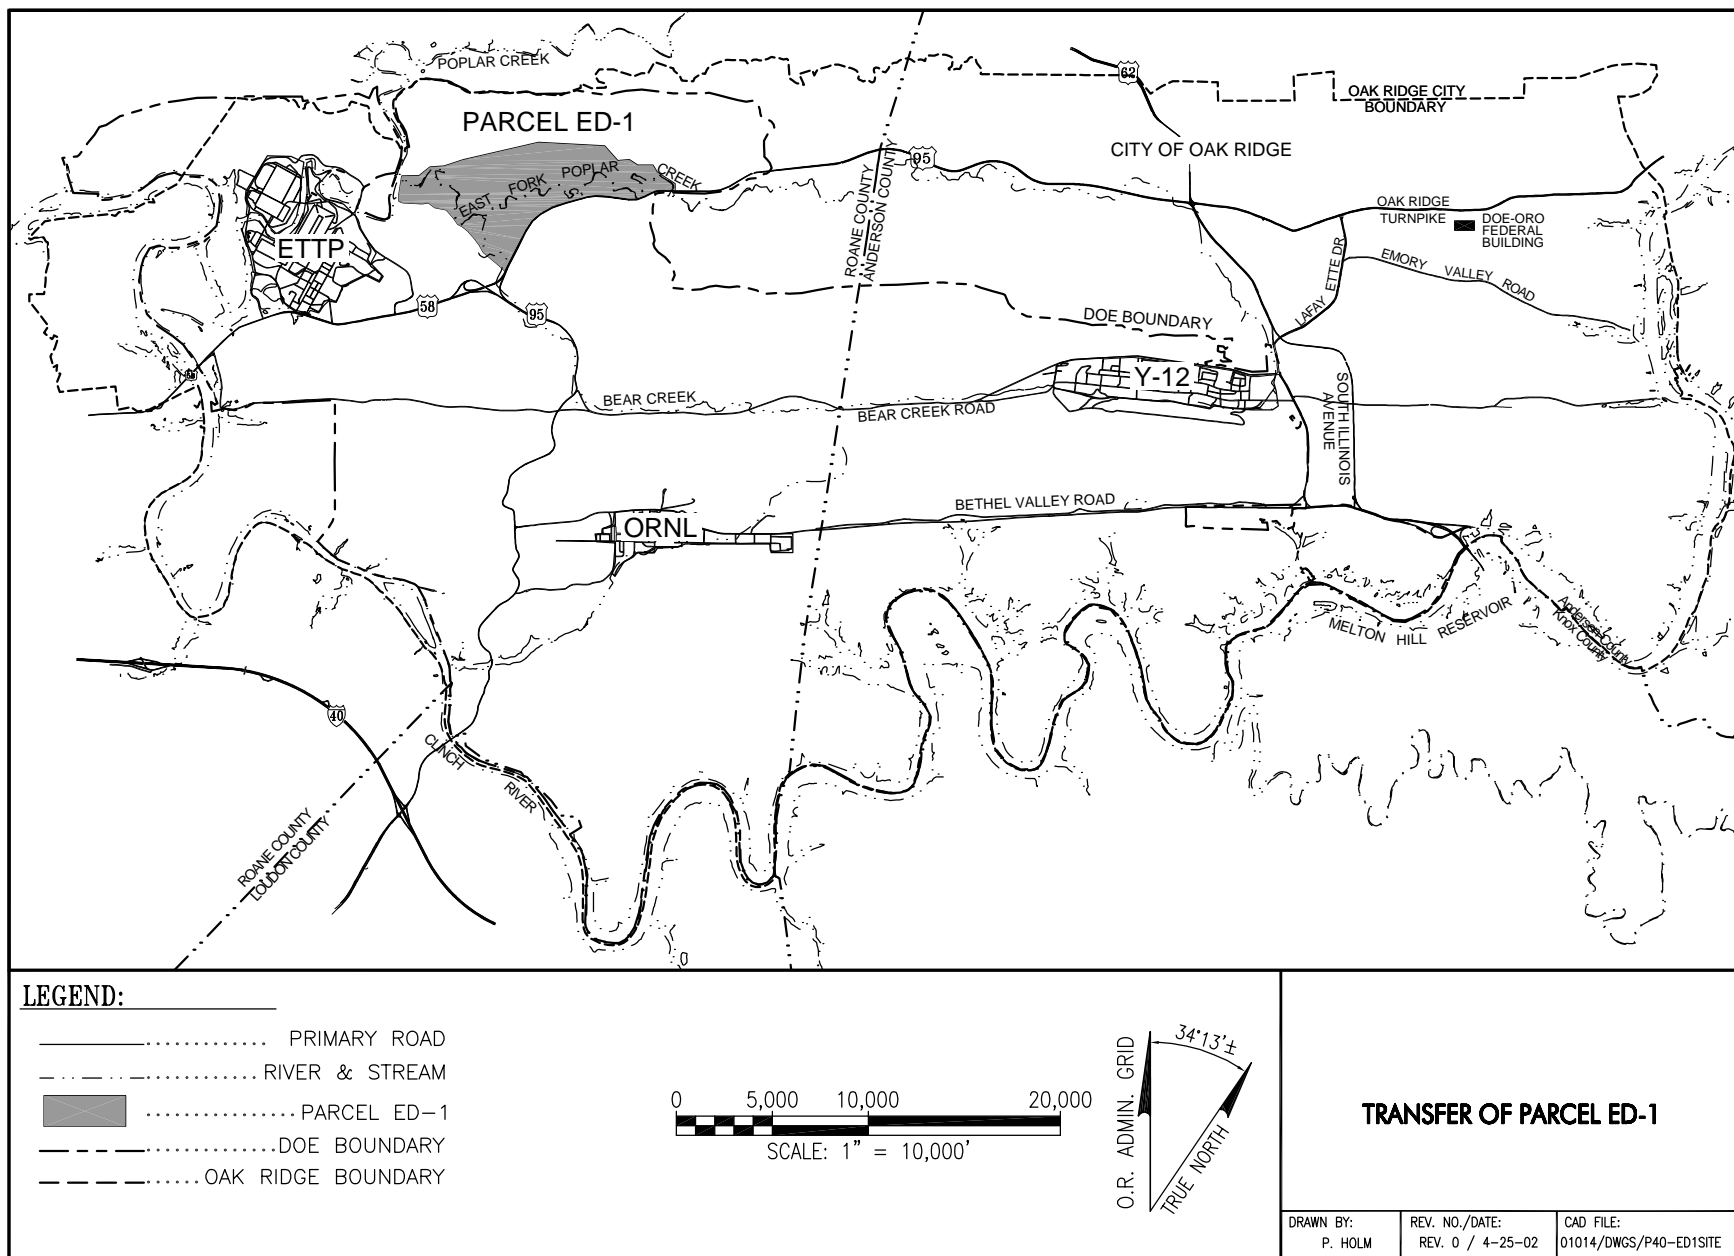 POPLAR CREEK
62
OAK RIDGE CITY
BOUNDARY
PARCEL ED-1
CITY OF OAK RIDGE
95
EAST FORK POPLAR CREEK
ROANE COUNTY
ANDERSON COUNTY
OAK RIDGE
TURNPIKE
DOE-ORO
FEDERAL
BUILDING
ETTP
LAFAY ETTE DR
EMORY VALLEY ROAD
58
95
DOE BOUNDARY
Y-12
BEAR CREEK
BEAR CREEK ROAD
SOUTH ILLINOIS
AVENUE
BETHEL VALLEY ROAD
ORNL
MELTON HILL RESERVOIR
Anderson County
Knox County
40
CLINCH RIVER
ROANE COUNTY
LOUDON COUNTY
LEGEND:
PRIMARY ROAD
RIVER & STREAM
PARCEL ED-1
DOE BOUNDARY
OAK RIDGE BOUNDARY
0 5,000 10,000 20,000
SCALE: 1" = 10,000'
O.R. ADMIN. GRID
34°13'±
TRUE NORTH
TRANSFER OF PARCEL ED-1
DRAWN BY:
P. HOLM
REV. NO./DATE:
REV. 0 / 4-25-02
CAD FILE:
01014/DWGS/P40-ED1SITE